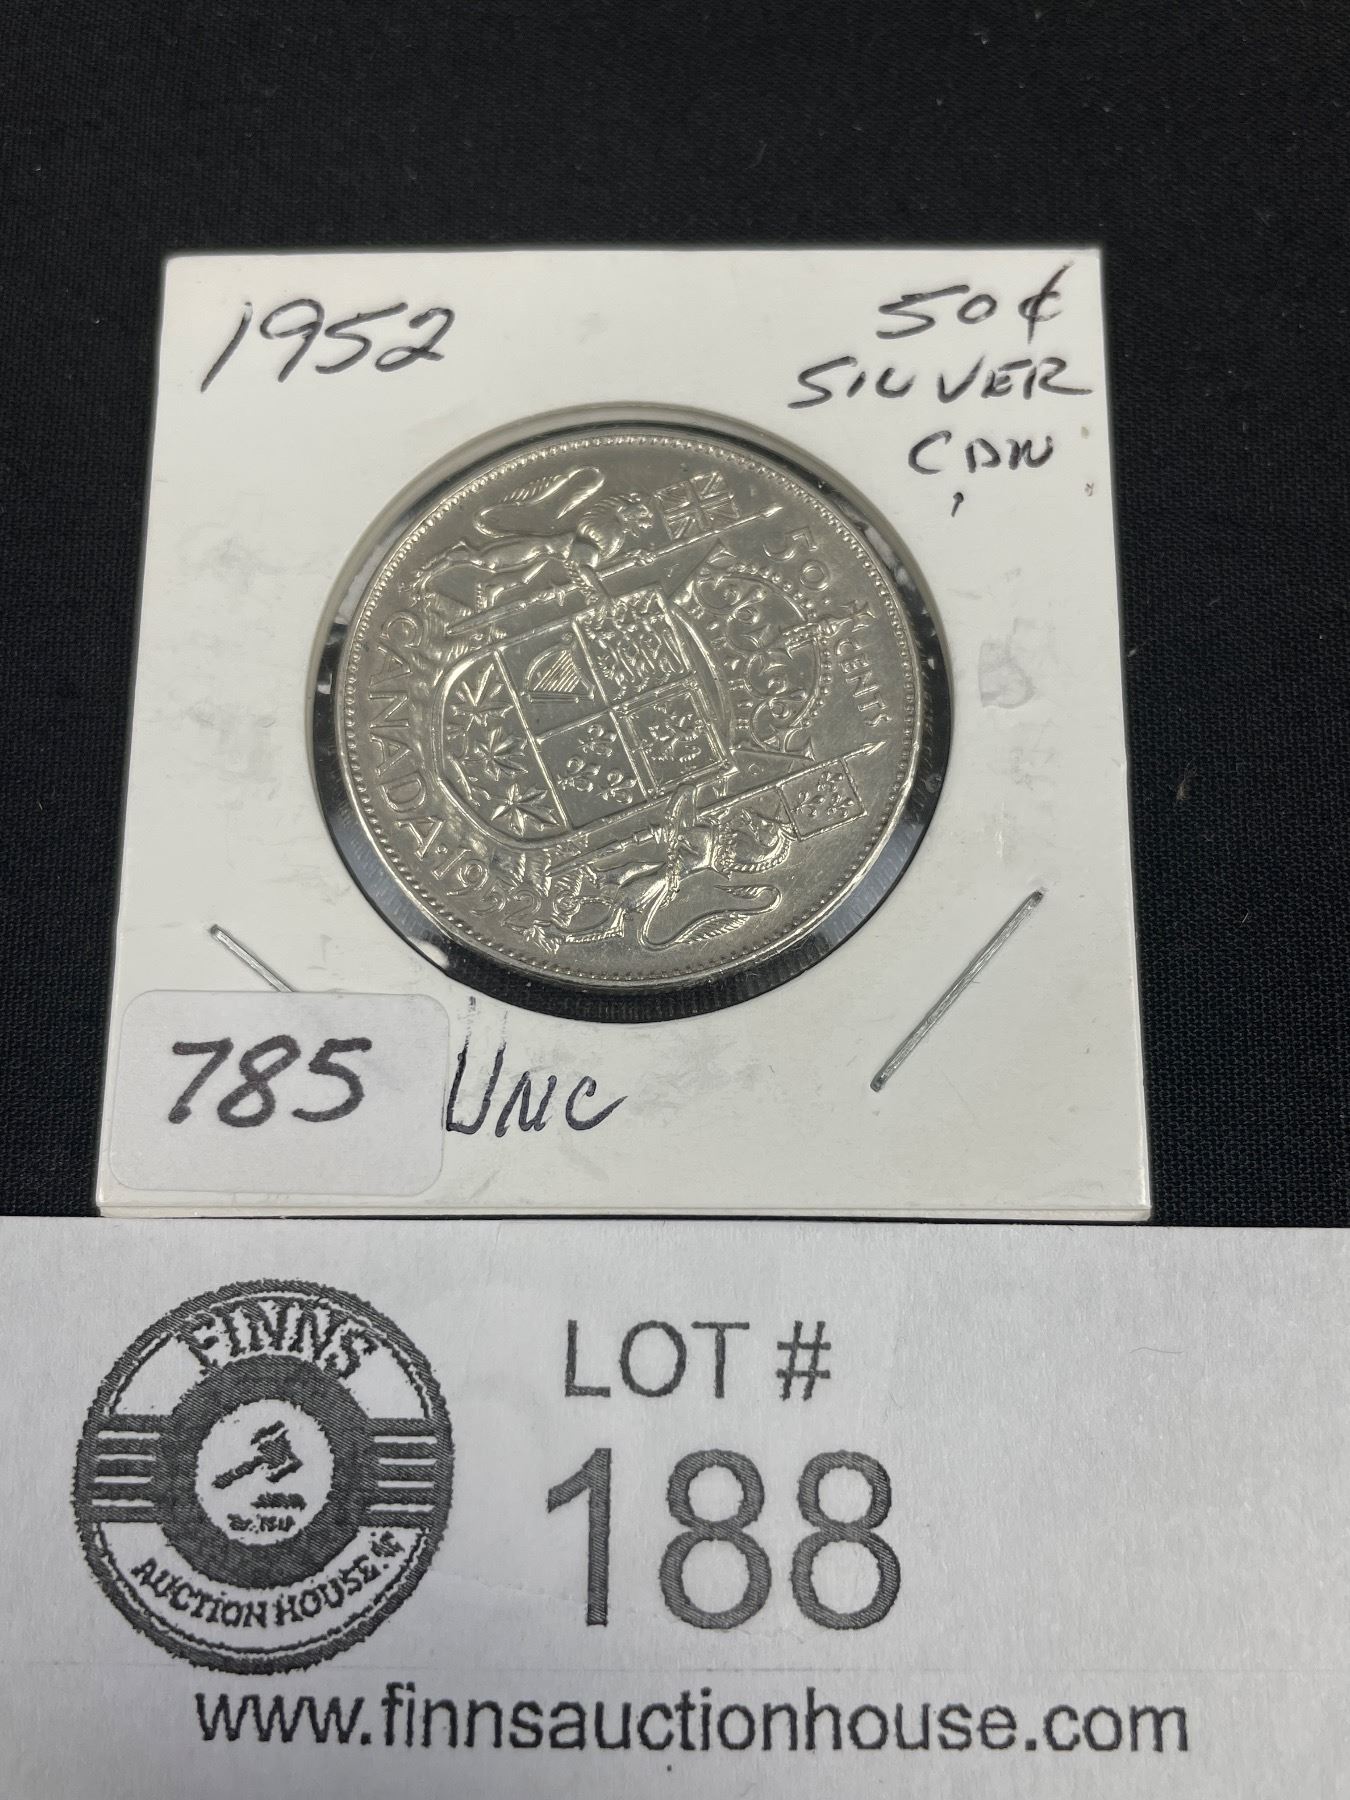 1952
50¢
SILVER
CDN
50 CENTS
CANADA·1952
785
UNC
FINNS
AUCTION HOUSE
LOT #
188
www.finnsauctionhouse.com